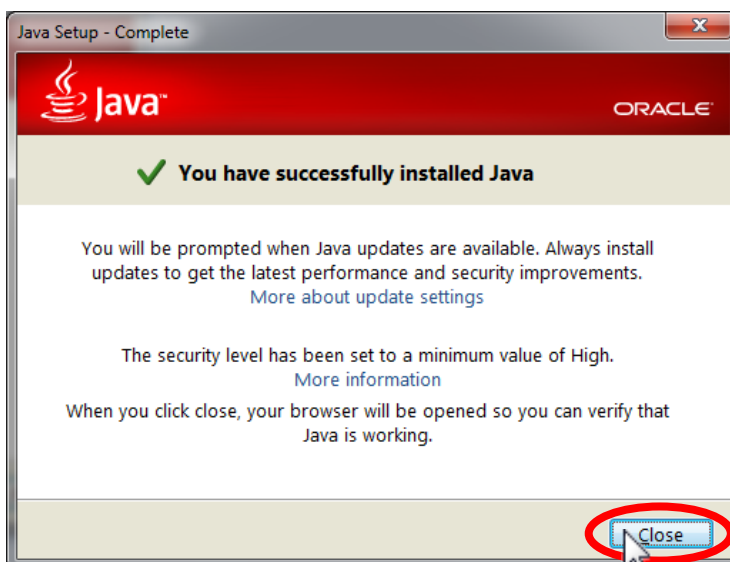 Java Setup - Complete
x
Java™
ORACLE
You have successfully installed Java
You will be prompted when Java updates are available. Always install
updates to get the latest performance and security improvements.
More about update settings
The security level has been set to a minimum value of High.
More information
When you click close, your browser will be opened so you can verify that
Java is working.
Close